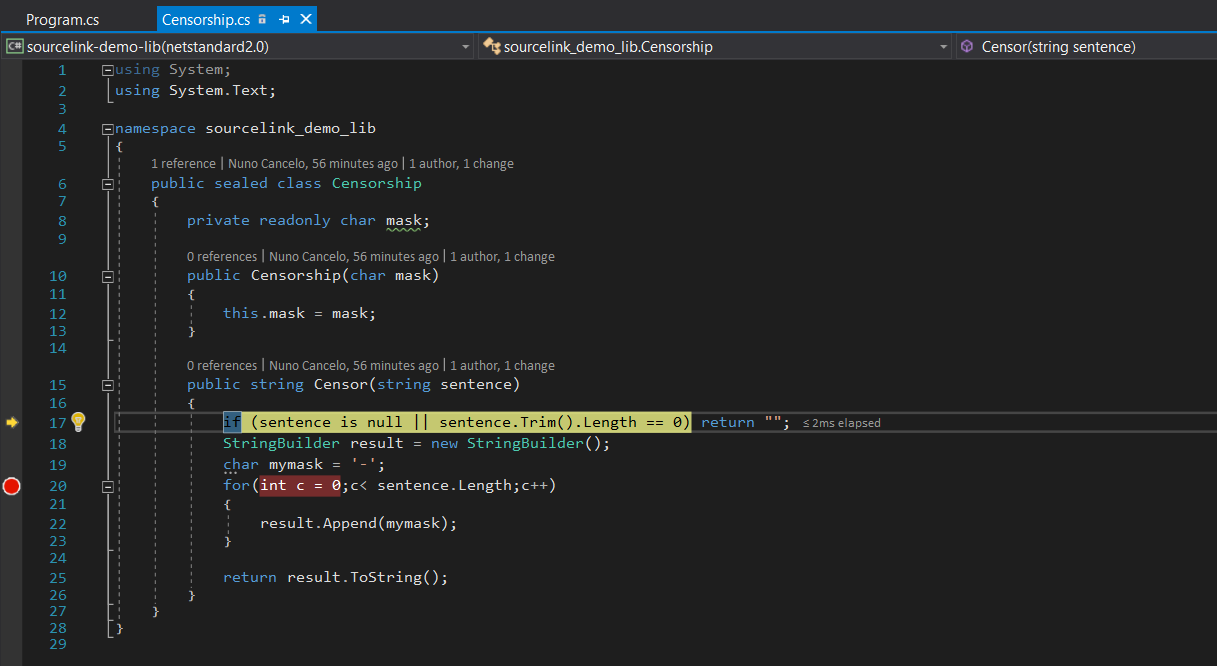 Program.cs Censorship.cs
C# sourcelink-demo-lib(netstandard2.0) sourcelink_demo_lib.Censorship Censor(string sentence)
1 using System;
2 using System.Text;
3
4 namespace sourcelink_demo_lib
5 {
1 reference | Nuno Cancelo, 56 minutes ago | 1 author, 1 change
6 public sealed class Censorship
7 {
8 private readonly char mask;
9
0 references | Nuno Cancelo, 56 minutes ago | 1 author, 1 change
10 public Censorship(char mask)
11 {
12 this.mask = mask;
13 }
14
0 references | Nuno Cancelo, 56 minutes ago | 1 author, 1 change
15 public string Censor(string sentence)
16 {
17 if (sentence is null || sentence.Trim().Length == 0) return ""; ≤2ms elapsed
18 StringBuilder result = new StringBuilder();
19 char mymask = '-';
20 for(int c = 0;c< sentence.Length;c++)
21 {
22 result.Append(mymask);
23 }
24
25 return result.ToString();
26 }
27 }
28 }
29